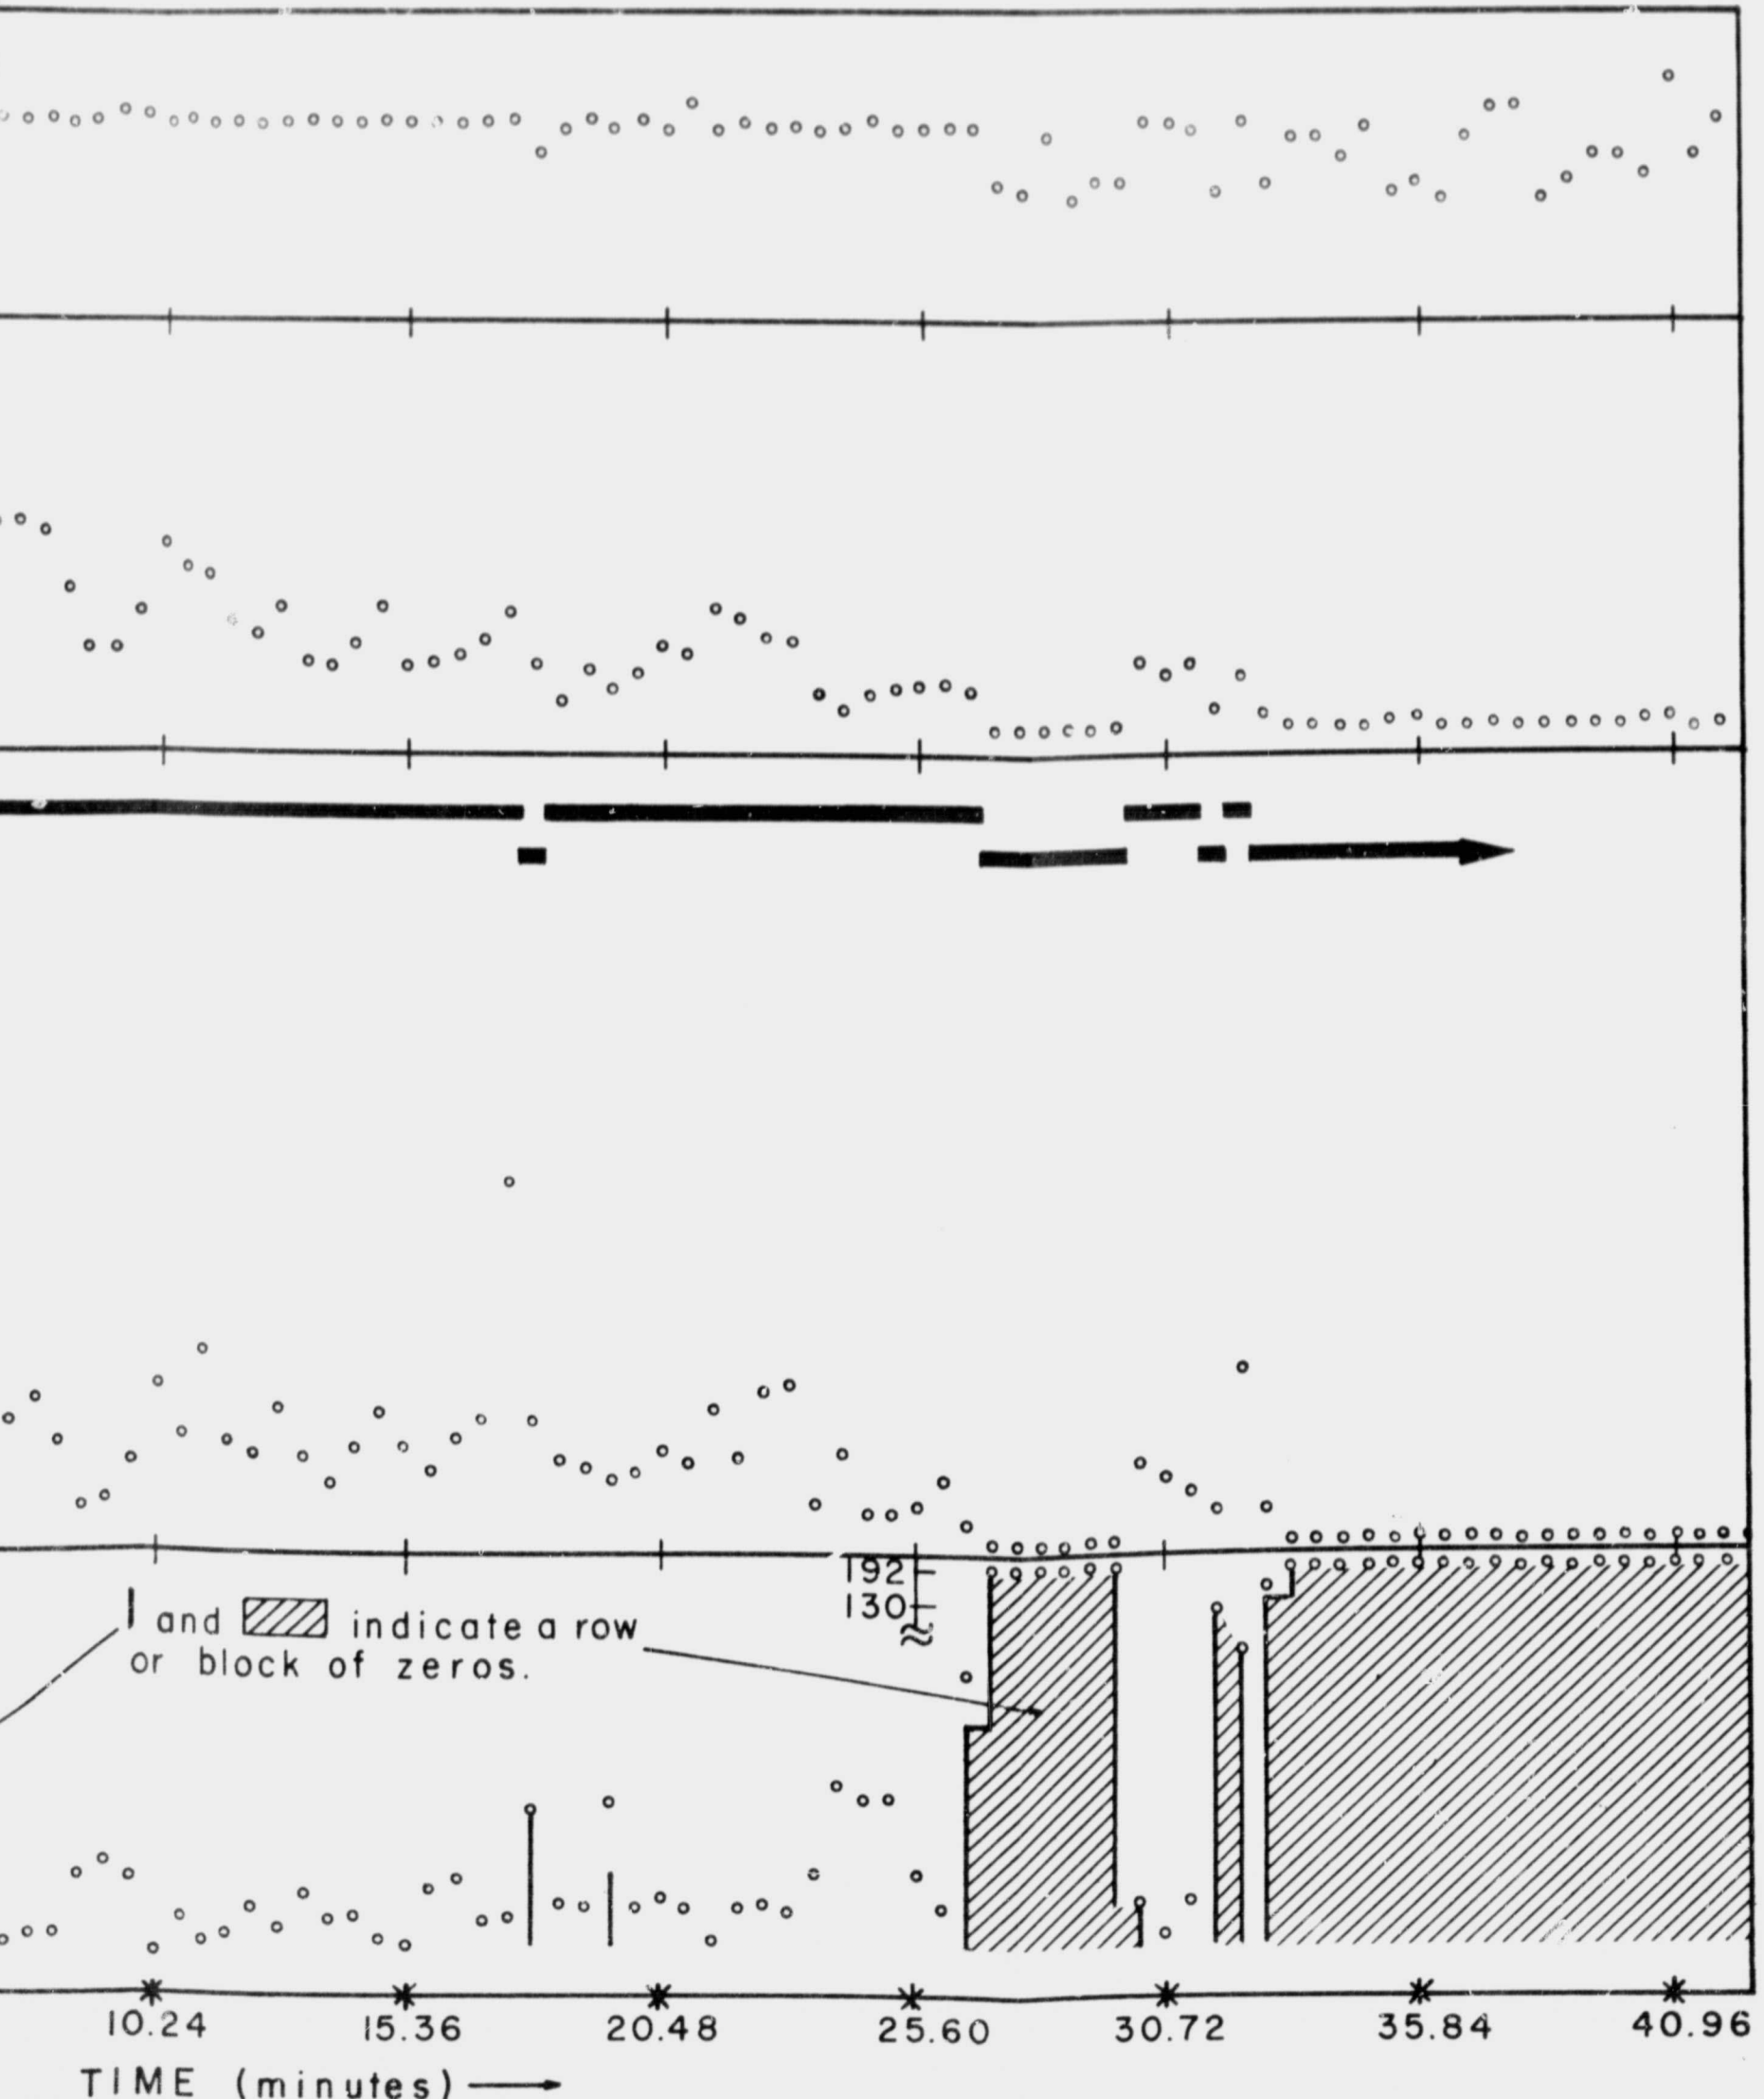 192
130
| and indicate a row
or block of zeros.
10.24 15.36 20.48 25.60 30.72 35.84 40.96
TIME (minutes)